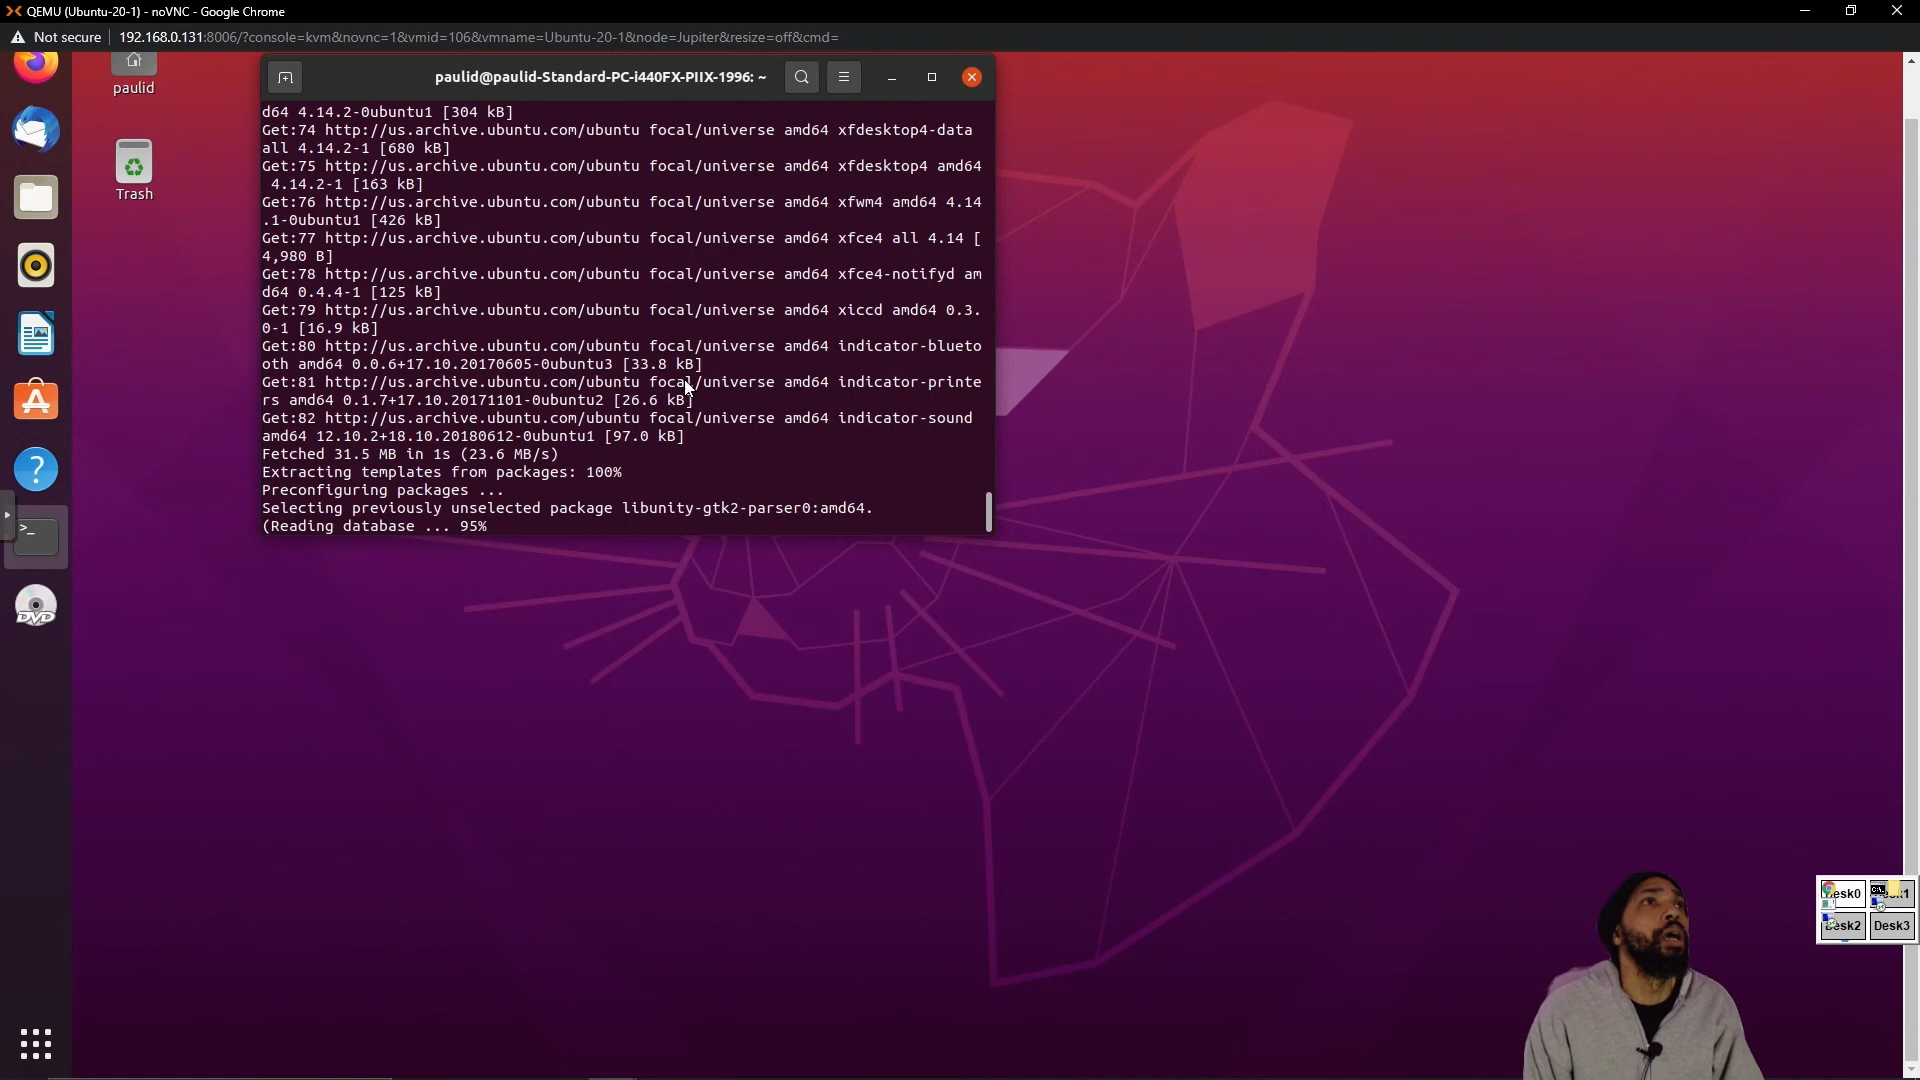 QEMU (Ubuntu-20-1) - noVNC - Google Chrome
Not secure
192.168.0.131:8006/?console=kvm&novnc=1&vmid=106&vmname=Ubuntu-20-1&node=Jupiter&resize=off&cmd=
paulid
Trash
paulid@paulid-Standard-PC-i440FX-PIIX-1996: ~
d64 4.14.2-0ubuntu1 [304 kB]
Get:74 http://us.archive.ubuntu.com/ubuntu focal/universe amd64 xfdesktop4-data
all 4.14.2-1 [680 kB]
Get:75 http://us.archive.ubuntu.com/ubuntu focal/universe amd64 xfdesktop4 amd64
4.14.2-1 [163 kB]
Get:76 http://us.archive.ubuntu.com/ubuntu focal/universe amd64 xfwm4 amd64 4.14
.1-0ubuntu1 [426 kB]
Get:77 http://us.archive.ubuntu.com/ubuntu focal/universe amd64 xfce4 all 4.14 [
4,980 B]
Get:78 http://us.archive.ubuntu.com/ubuntu focal/universe amd64 xfce4-notifyd am
d64 0.4.4-1 [125 kB]
Get:79 http://us.archive.ubuntu.com/ubuntu focal/universe amd64 xiccd amd64 0.3.
0-1 [16.9 kB]
Get:80 http://us.archive.ubuntu.com/ubuntu focal/universe amd64 indicator-blueto
oth amd64 0.0.6+17.10.20170605-0ubuntu3 [33.8 kB]
Get:81 http://us.archive.ubuntu.com/ubuntu focal/universe amd64 indicator-printe
rs amd64 0.1.7+17.10.20171101-0ubuntu2 [26.6 kB]
Get:82 http://us.archive.ubuntu.com/ubuntu focal/universe amd64 indicator-sound
amd64 12.10.2+18.10.20180612-0ubuntu1 [97.0 kB]
Fetched 31.5 MB in 1s (23.6 MB/s)
Extracting templates from packages: 100%
Preconfiguring packages ...
Selecting previously unselected package libunity-gtk2-parser0:amd64.
(Reading database ... 95%
DVD
Desk3